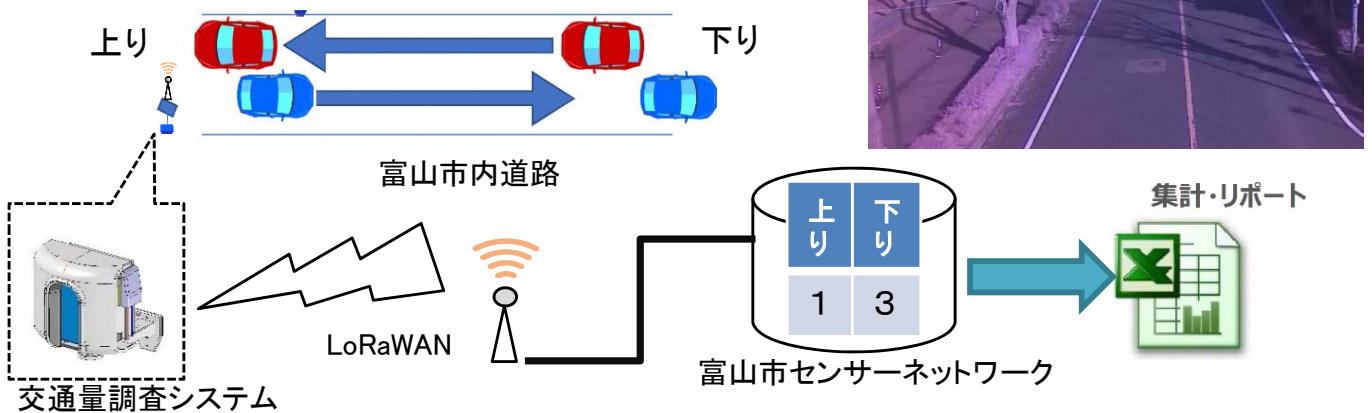 上り
下り
富山市内道路
集計・リポート
上り
下り
1
3
LoRaWAN
富山市センサーネットワーク
交通量調査システム